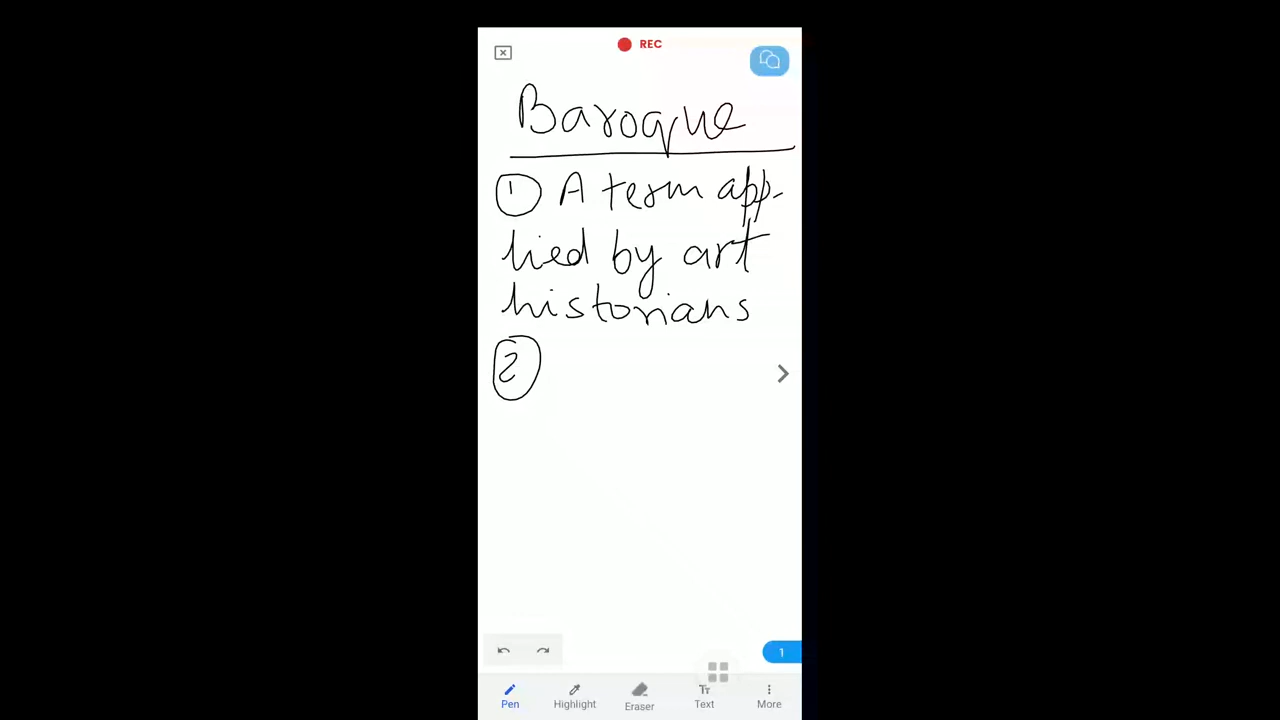 REC
Baroque
① A term app-
lied by art
historians
②
1
Pen Highlight Eraser Text More